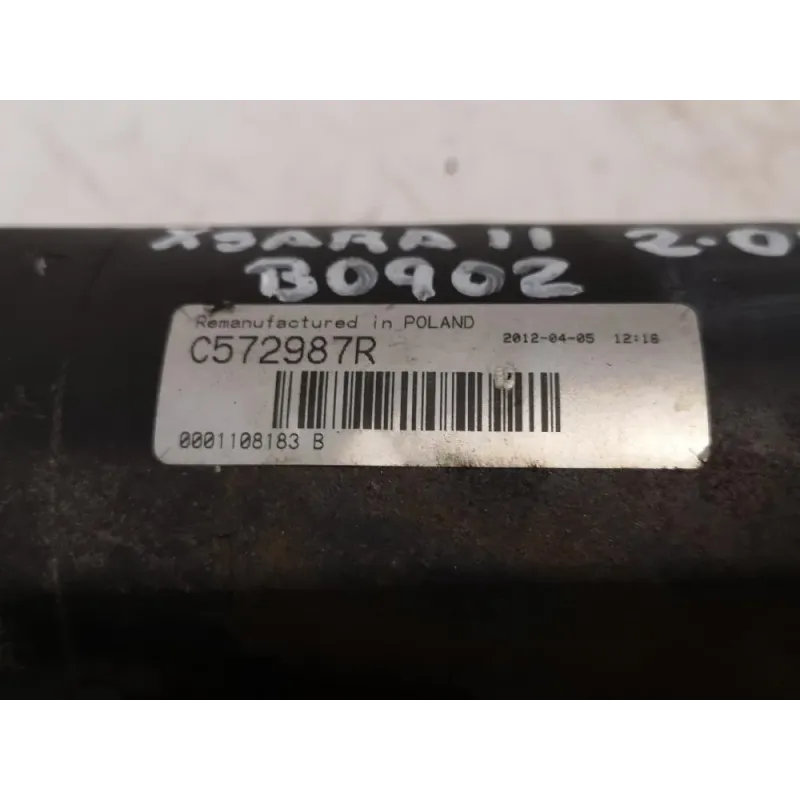 XSARA II 2.0
B0902
Remanufactured in POLAND
C572987R 2012-04-05 12:18
0001108183 B